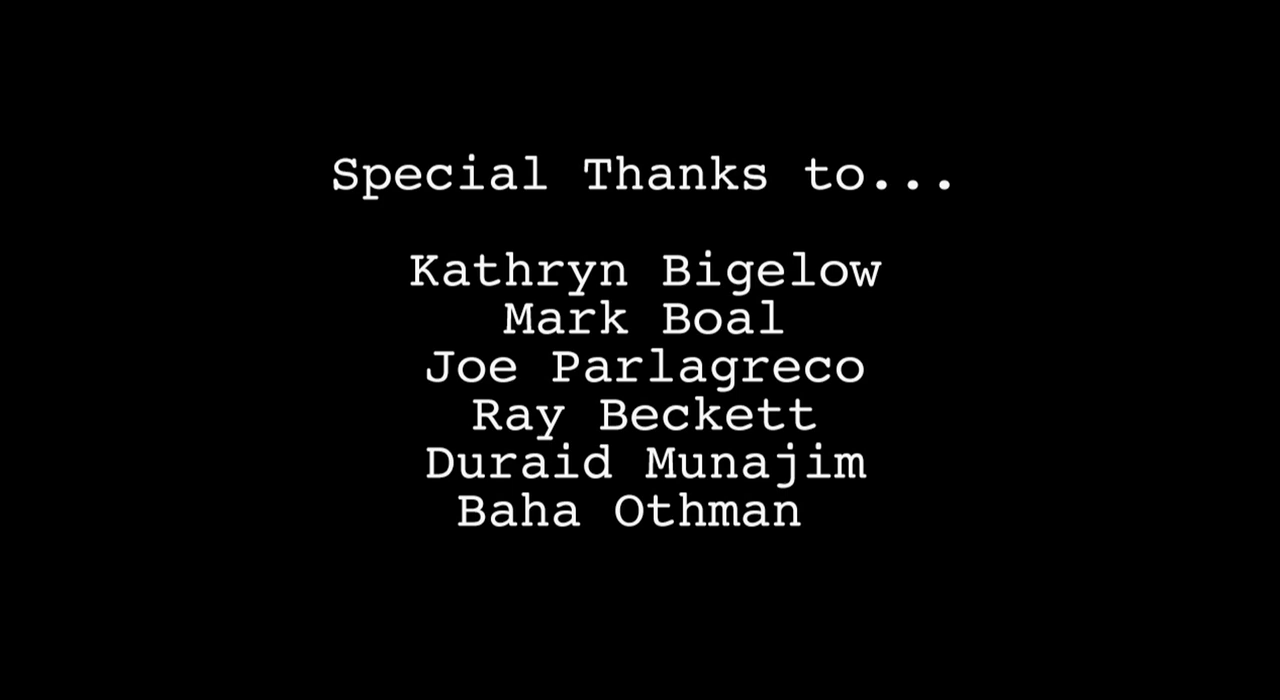 Special Thanks to...
Kathryn Bigelow
Mark Boal
Joe Parlagreco
Ray Beckett
Duraid Munajim
Baha Othman